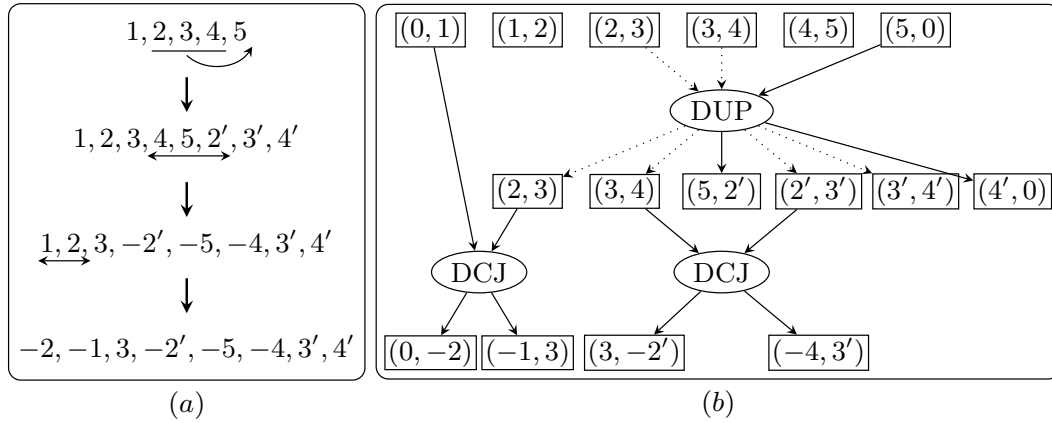 1, 2, 3, 4, 5
1, 2, 3, 4, 5, 2′, 3′, 4′
1, 2, 3, −2′, −5, −4, 3′, 4′
−2, −1, 3, −2′, −5, −4, 3′, 4′
(a)
(0, 1) (1, 2) (2, 3) (3, 4) (4, 5) (5, 0)
DUP
(2, 3) (3, 4) (5, 2′) (2′, 3′) (3′, 4′) (4′, 0)
DCJ DCJ
(0, −2) (−1, 3) (3, −2′) (−4, 3′)
(b)